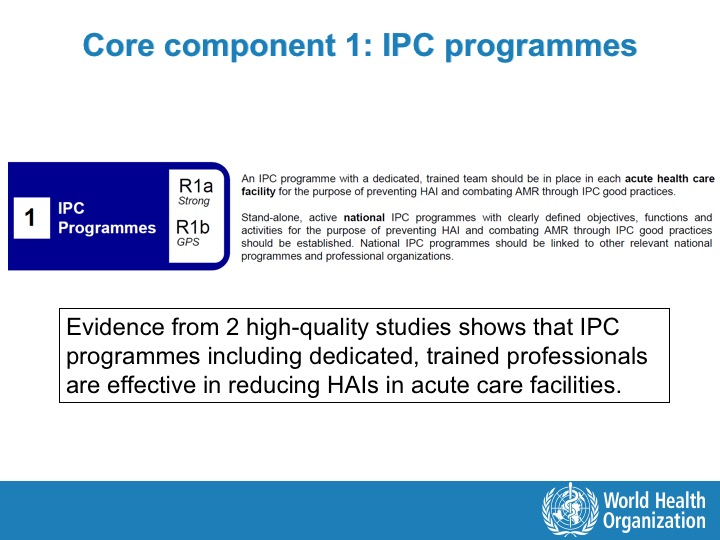 Core component 1: IPC programmes
1
IPC
Programmes
R1a
Strong
R1b
GPS
An IPC programme with a dedicated, trained team should be in place in each acute health care
facility for the purpose of preventing HAI and combating AMR through IPC good practices.
Stand-alone, active national IPC programmes with clearly defined objectives, functions and
activities for the purpose of preventing HAI and combating AMR through IPC good practices
should be established. National IPC programmes should be linked to other relevant national
programmes and professional organizations.
Evidence from 2 high-quality studies shows that IPC
programmes including dedicated, trained professionals
are effective in reducing HAIs in acute care facilities.
World Health
Organization